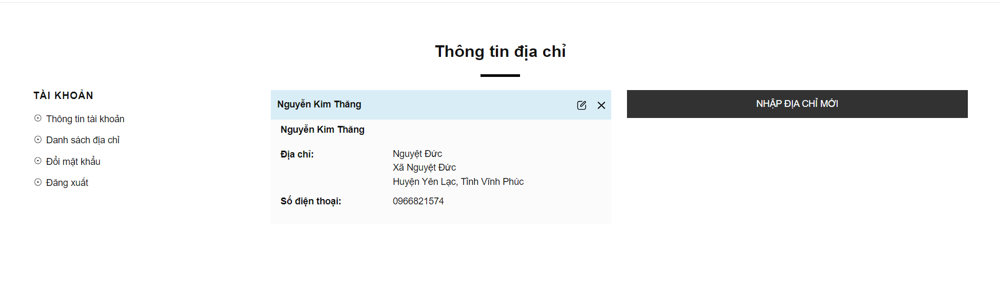 Thông tin địa chỉ
TÀI KHOẢN
Thông tin tài khoản
Danh sách địa chỉ
Đổi mật khẩu
Đăng xuất
Nguyễn Kim Thăng
Nguyễn Kim Thăng
Địa chỉ: Nguyệt Đức
Xã Nguyệt Đức
Huyện Yên Lạc, Tỉnh Vĩnh Phúc
Số điện thoại: 0966821574
NHẬP ĐỊA CHỈ MỚI